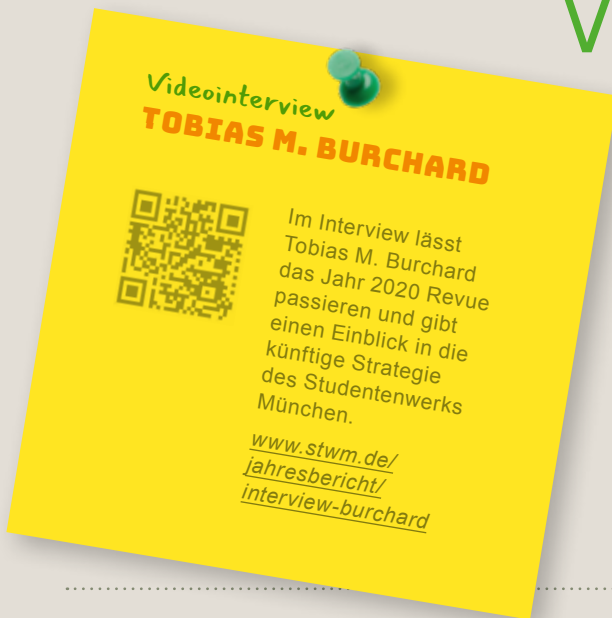 V
Videointerview
TOBIAS M. BURCHARD
Im Interview lässt
Tobias M. Burchard
das Jahr 2020 Revue
passieren und gibt
einen Einblick in die
künftige Strategie
des Studentenwerks
München.
www.stwm.de/
jahresbericht/
interview-burchard